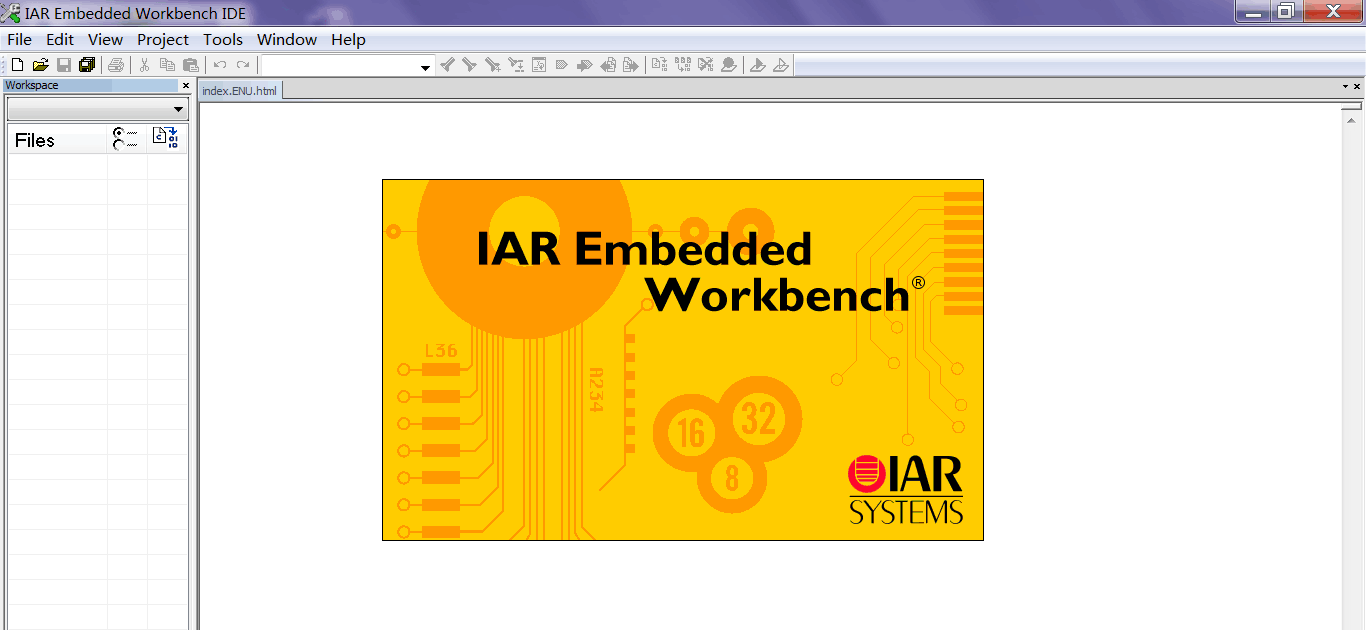 IAR Embedded Workbench IDE
File Edit View Project Tools Window Help
Workspace
index.ENU.html
Files
IAR Embedded
Workbench®
L36
A234
16
32
8
IAR
SYSTEMS